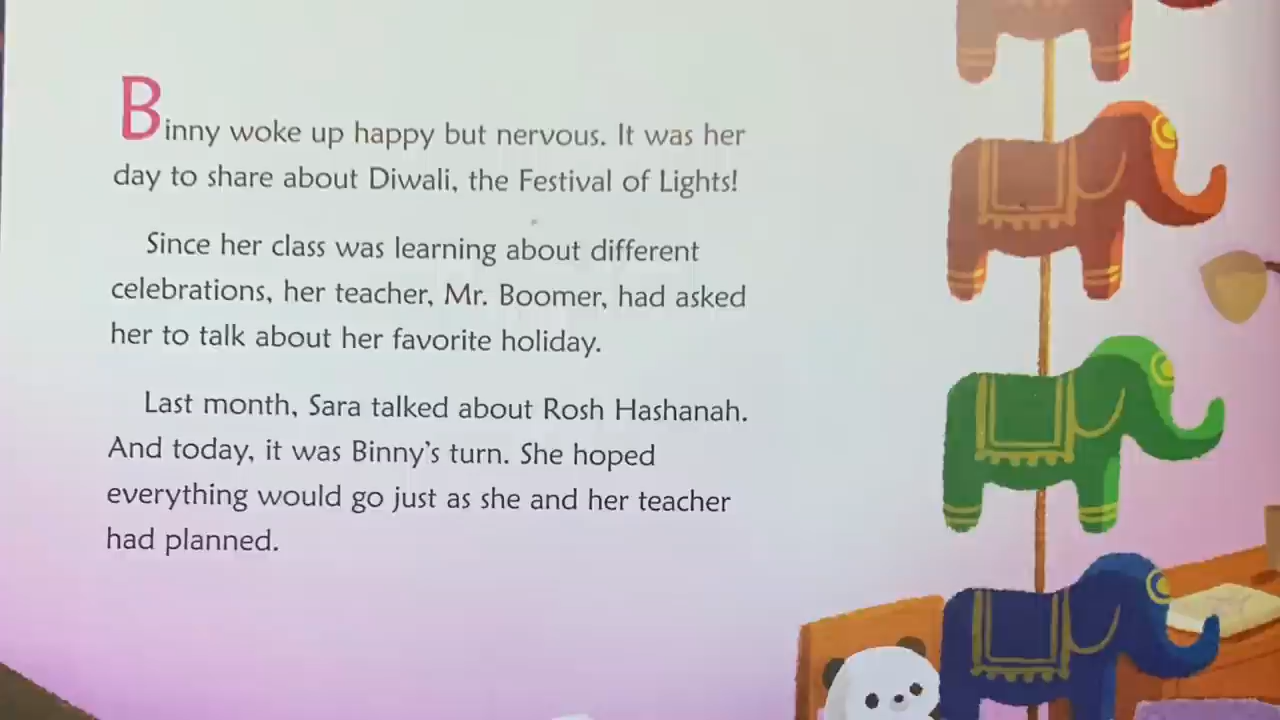 Binny woke up happy but nervous. It was her
day to share about Diwali, the Festival of Lights!
Since her class was learning about different
celebrations, her teacher, Mr. Boomer, had asked
her to talk about her favorite holiday.
Last month, Sara talked about Rosh Hashanah.
And today, it was Binny’s turn. She hoped
everything would go just as she and her teacher
had planned.